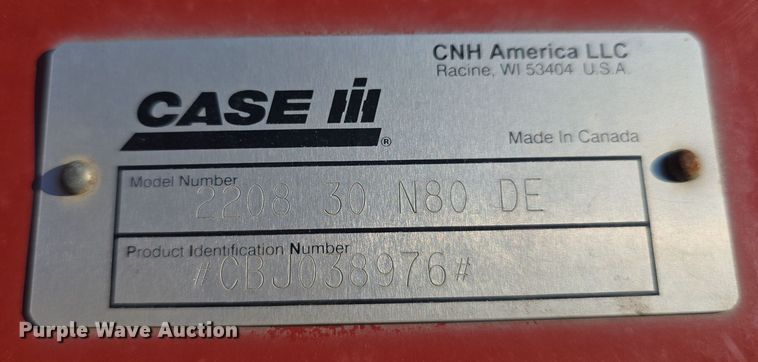 CNH America LLC
Racine, WI 53404 U.S.A.
CASE IH
®
Made In Canada
Model Number
2208 30 N80 DE
Product Identification Number
#CBJ038976#
Purple Wave Auction